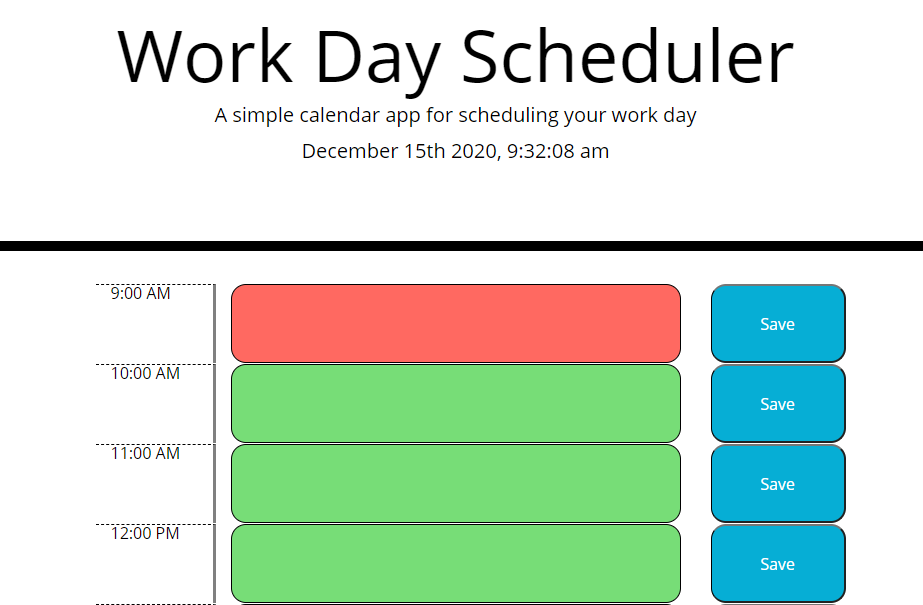 Work Day Scheduler
A simple calendar app for scheduling your work day
December 15th 2020, 9:32:08 am
9:00 AM
Save
10:00 AM
Save
11:00 AM
Save
12:00 PM
Save